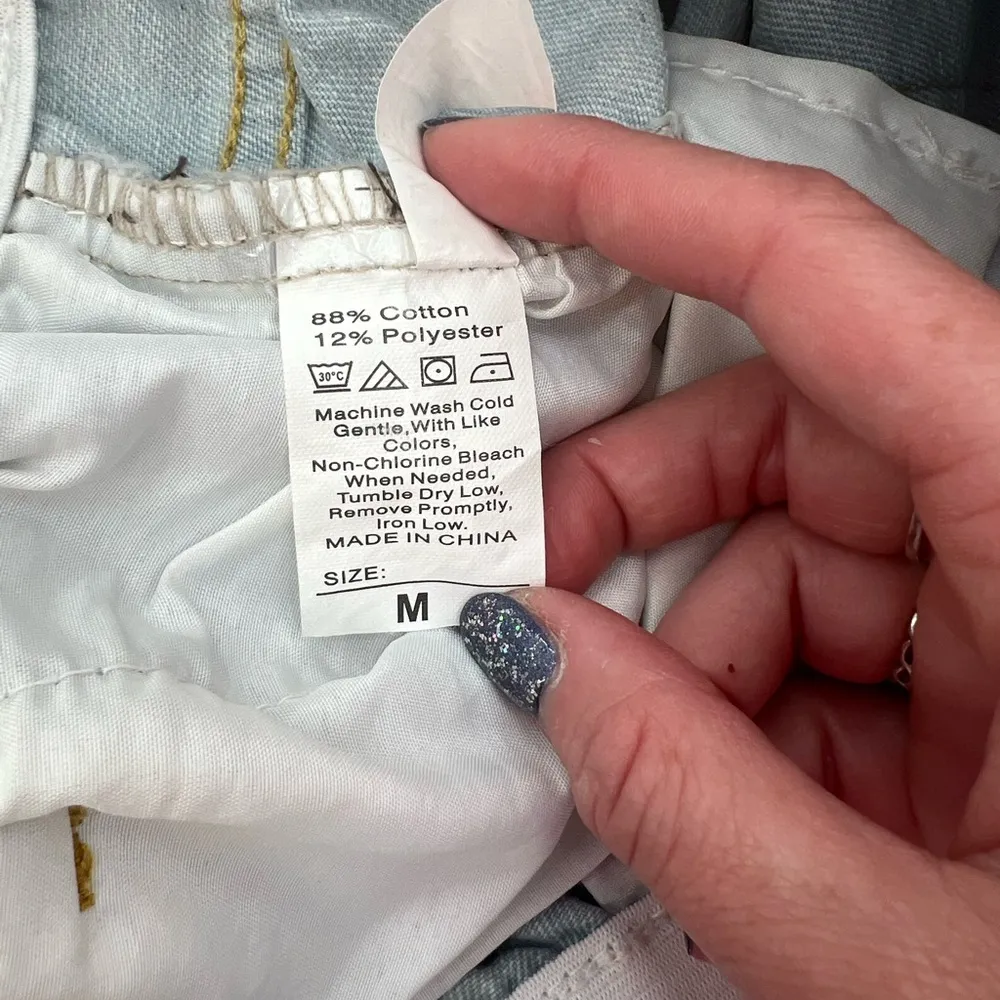 88% Cotton
12% Polyester
30°C
Machine Wash Cold
Gentle,With Like
Colors,
Non-Chlorine Bleach
When Needed,
Tumble Dry Low,
Remove Promptly,
Iron Low.
MADE IN CHINA
SIZE:
M